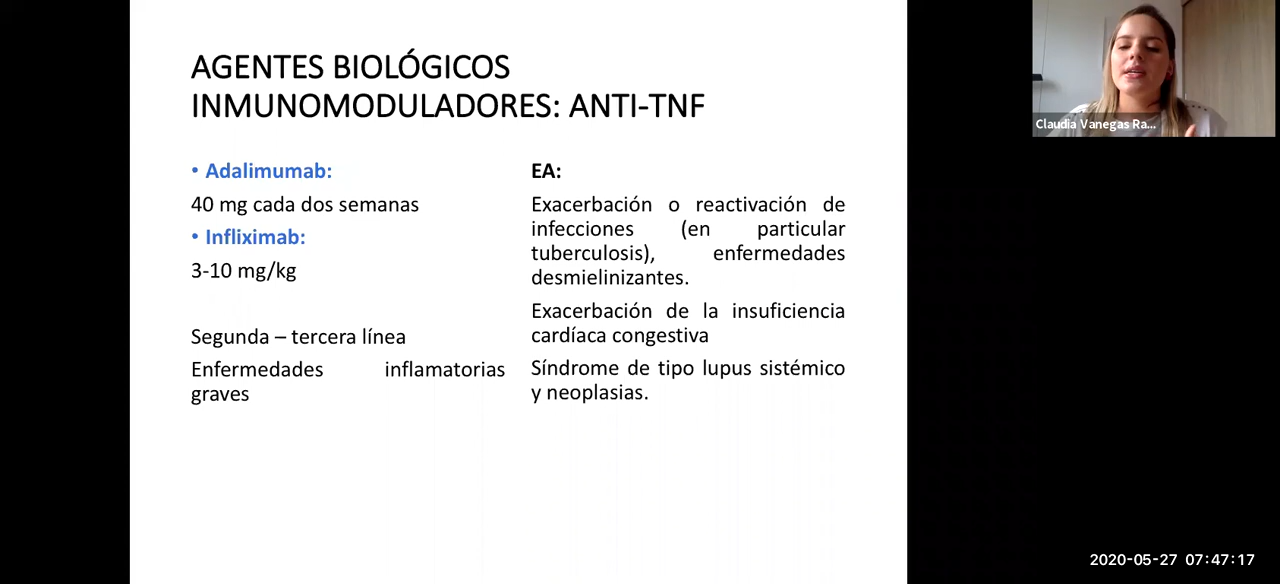 AGENTES BIOLÓGICOS
INMUNOMODULADORES: ANTI-TNF
• Adalimumab:
40 mg cada dos semanas
• Infliximab:
3-10 mg/kg
Segunda – tercera línea
Enfermedades inflamatorias
graves
EA:
Exacerbación o reactivación de
infecciones (en particular
tuberculosis), enfermedades
desmielinizantes.
Exacerbación de la insuficiencia
cardíaca congestiva
Síndrome de tipo lupus sistémico
y neoplasias.
Claudia Vanegas Ra...
2020-05-27 07:47:17